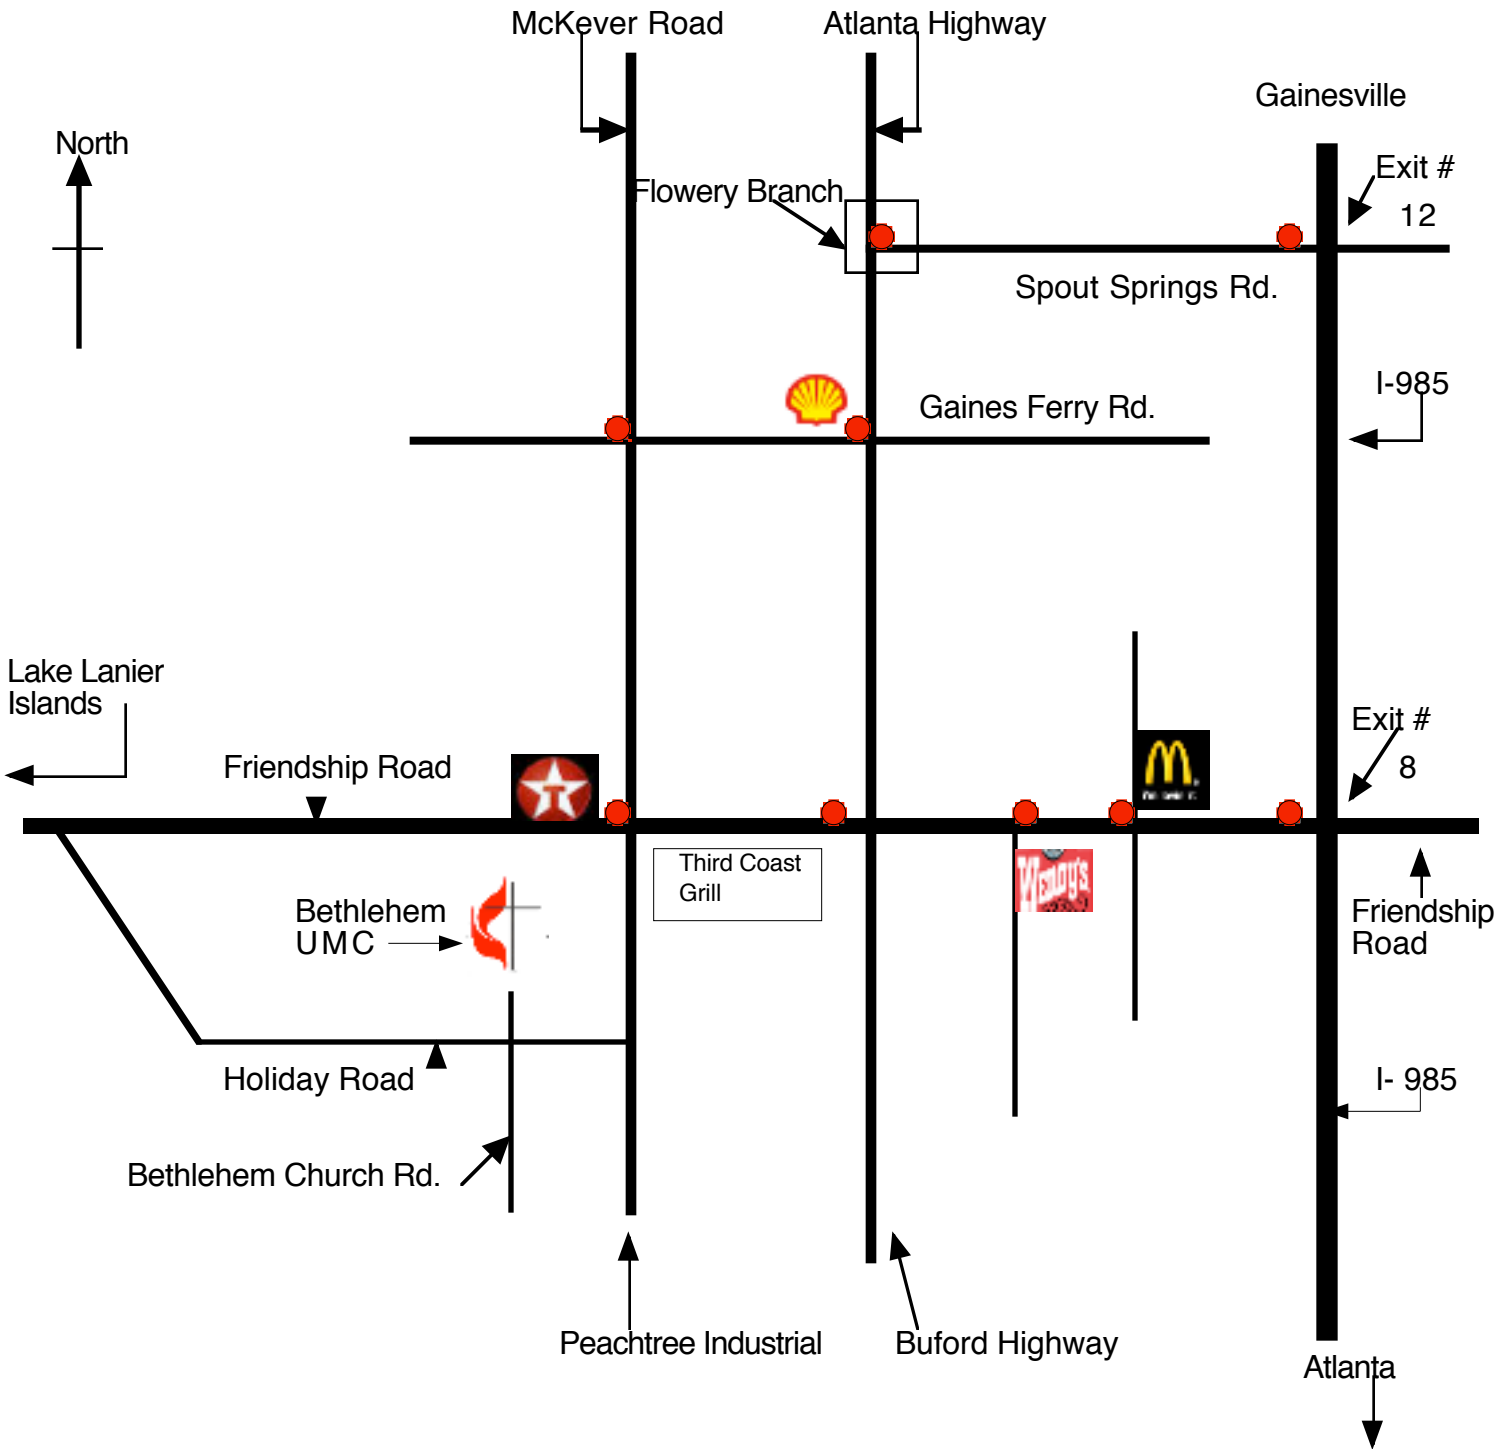 McKever Road
Atlanta Highway
Gainesville
North
Exit #
12
Flowery Branch
Spout Springs Rd.
I-985
Gaines Ferry Rd.
Lake Lanier
Islands
Exit #
8
Friendship Road
T
M
Third Coast
Grill
Wendy's
Bethlehem
UMC
Friendship
Road
Holiday Road
I- 985
Bethlehem Church Rd.
Peachtree Industrial
Buford Highway
Atlanta